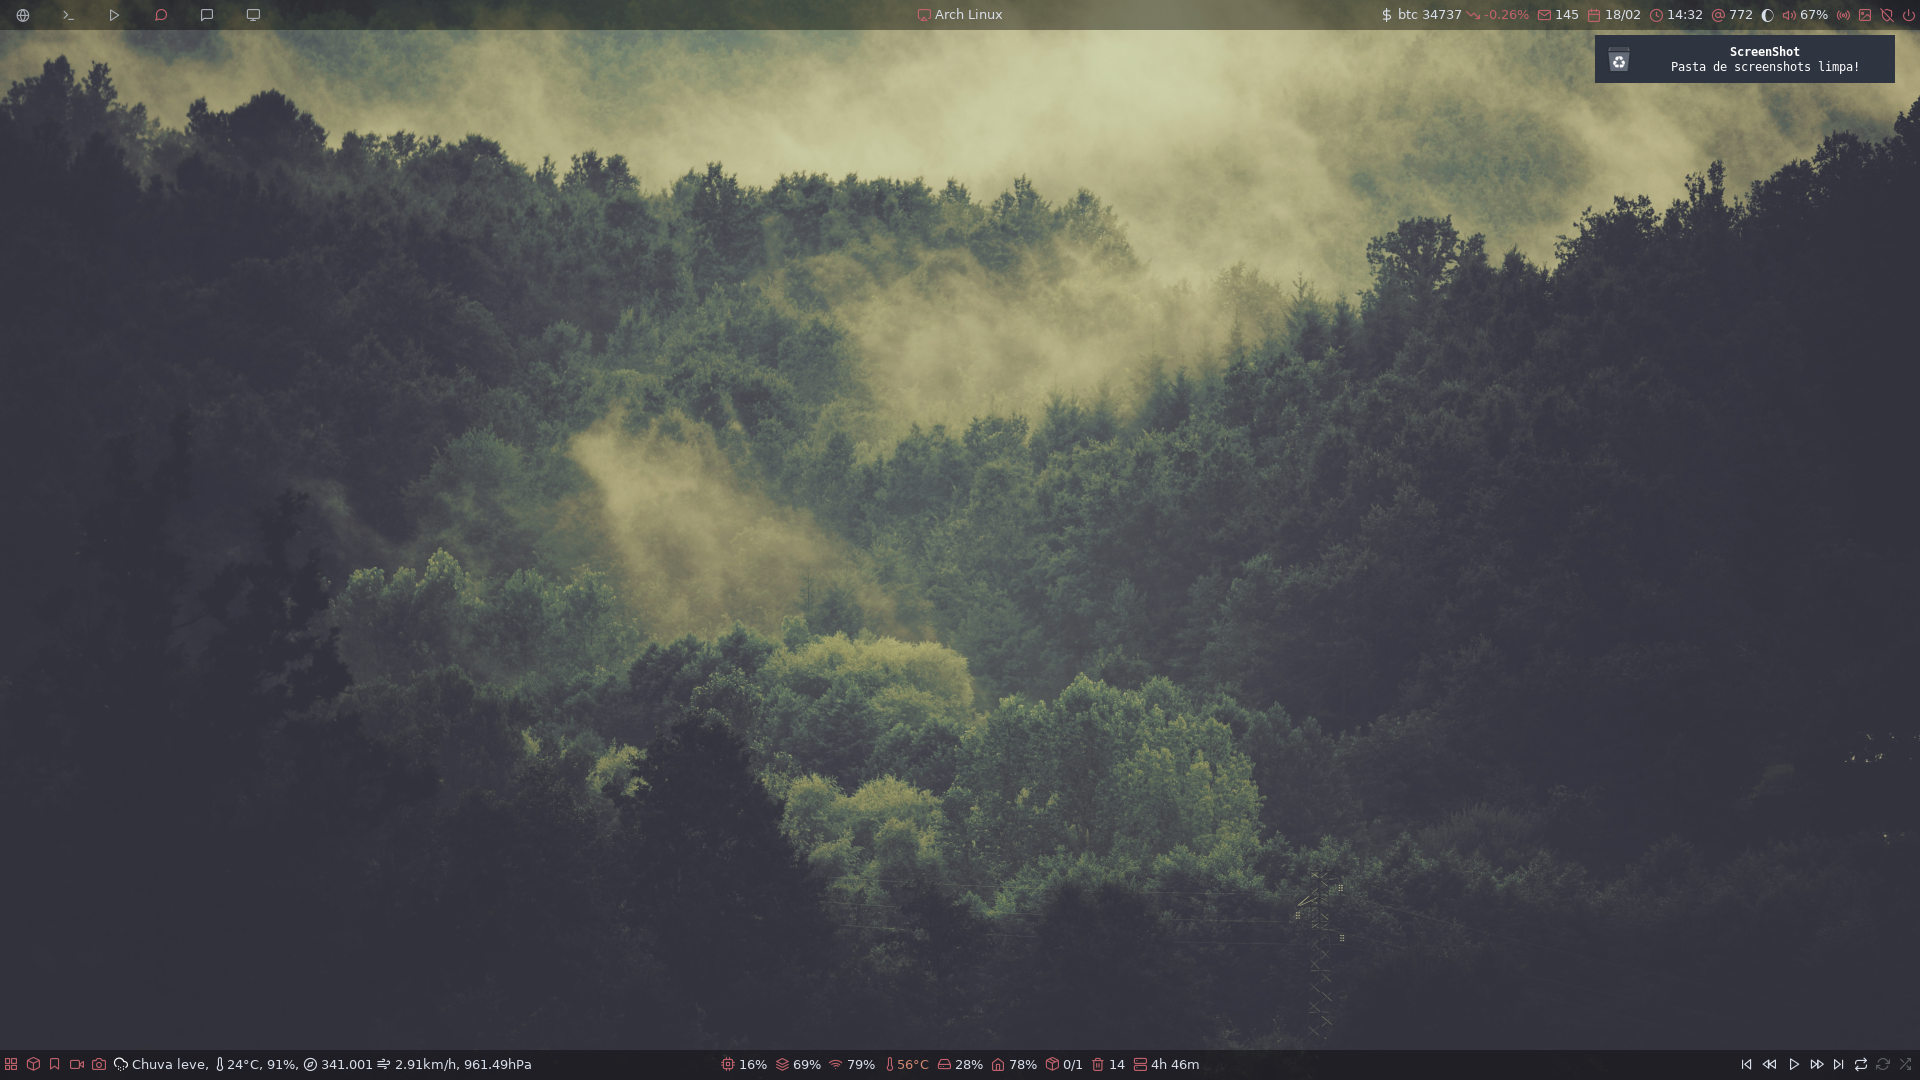 Arch Linux
btc 34737 -0.26% 145 18/02 14:32 772 67%
ScreenShot
Pasta de screenshots limpa!
Chuva leve, 24°C, 91%, 341.001 2.91km/h, 961.49hPa
16% 69% 79% 56°C 28% 78% 0/1 14 4h 46m